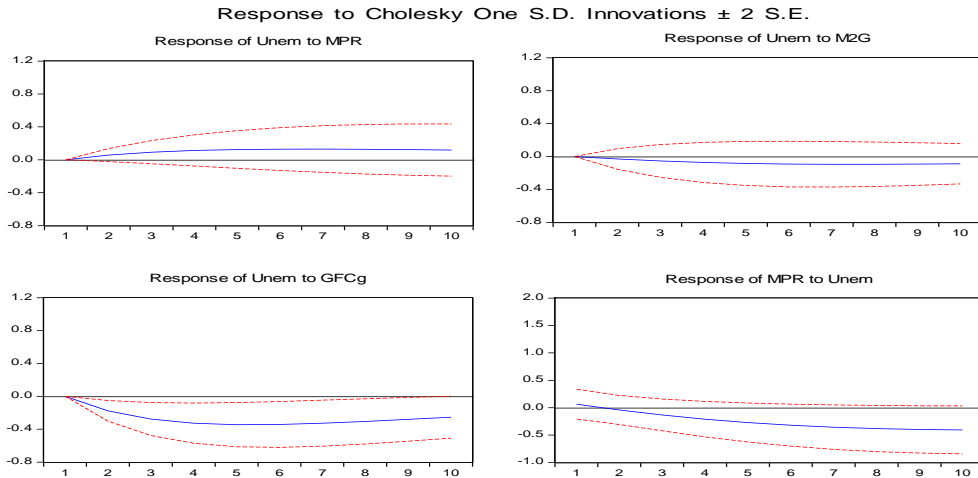 Response to Cholesky One S.D. Innovations ± 2 S.E.
Response of Unem to MPR
1.2
0.8
0.4
0.0
-0.4
-0.8
1 2 3 4 5 6 7 8 9 10
Response of Unem to M2G
1.2
0.8
0.4
0.0
-0.4
-0.8
1 2 3 4 5 6 7 8 9 10
Response of Unem to GFCg
1.2
0.8
0.4
0.0
-0.4
-0.8
1 2 3 4 5 6 7 8 9 10
Response of MPR to Unem
2.0
1.5
1.0
0.5
0.0
-0.5
-1.0
1 2 3 4 5 6 7 8 9 10